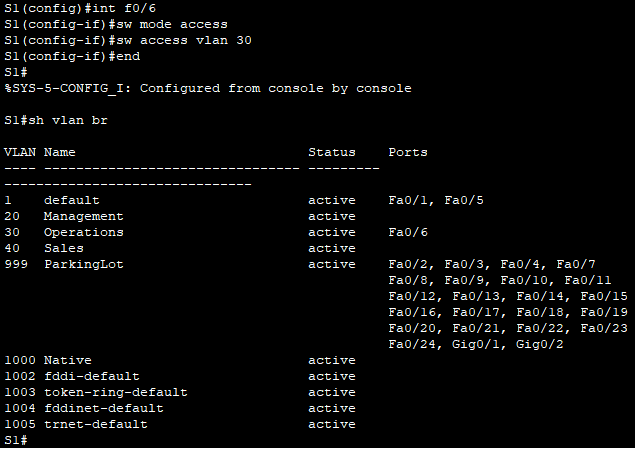 S1(config)#int f0/6
S1(config-if)#sw mode access
S1(config-if)#sw access vlan 30
S1(config-if)#end
S1#
%SYS-5-CONFIG_I: Configured from console by console
S1#sh vlan br
VLAN Name                             Status    Ports
---- -------------------------------- --------- -------------------------------
1    default                          active    Fa0/1, Fa0/5
20   Management                       active
30   Operations                       active    Fa0/6
40   Sales                            active
999  ParkingLot                       active    Fa0/2, Fa0/3, Fa0/4, Fa0/7
                                                Fa0/8, Fa0/9, Fa0/10, Fa0/11
                                                Fa0/12, Fa0/13, Fa0/14, Fa0/15
                                                Fa0/16, Fa0/17, Fa0/18, Fa0/19
                                                Fa0/20, Fa0/21, Fa0/22, Fa0/23
                                                Fa0/24, Gig0/1, Gig0/2
1000 Native                           active
1002 fddi-default                     active
1003 token-ring-default               active
1004 fddinet-default                  active
1005 trnet-default                    active
S1#